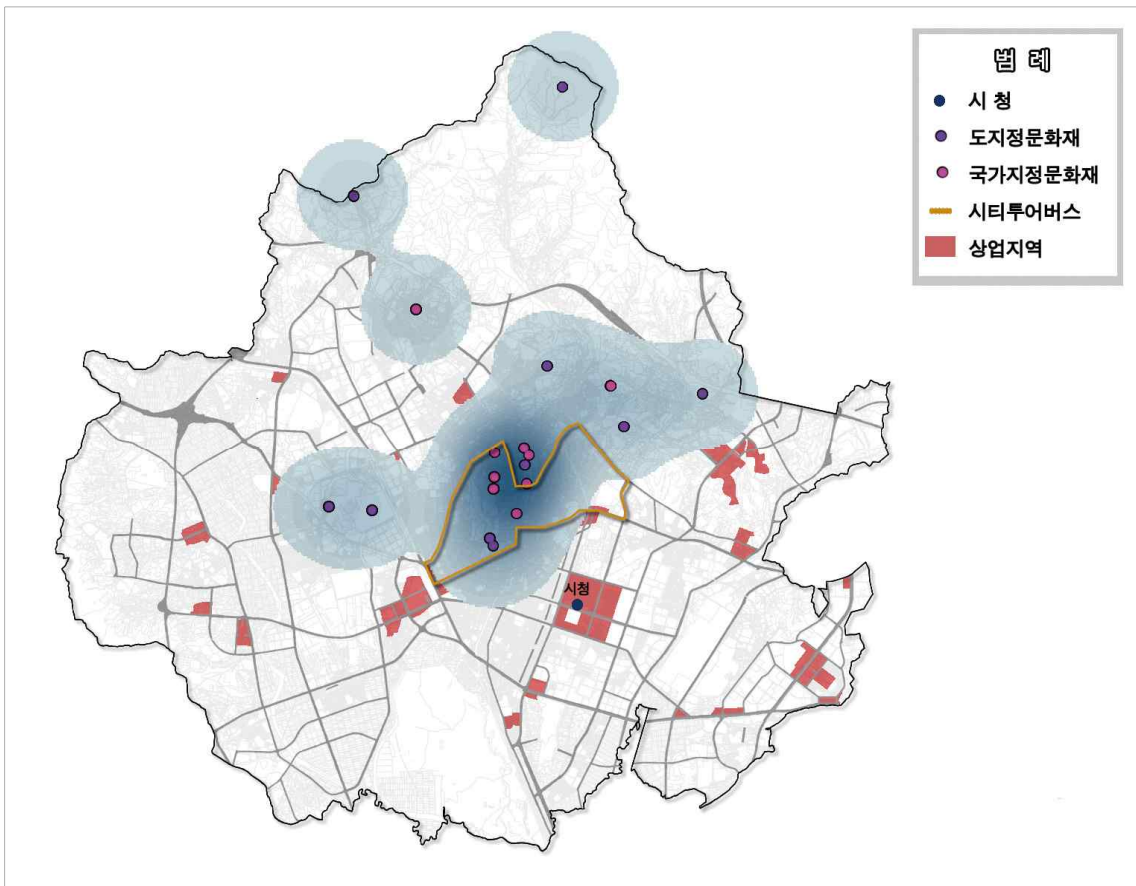 범 례
시 청
도지정문화재
국가지정문화재
시티투어버스
상업지역
시청